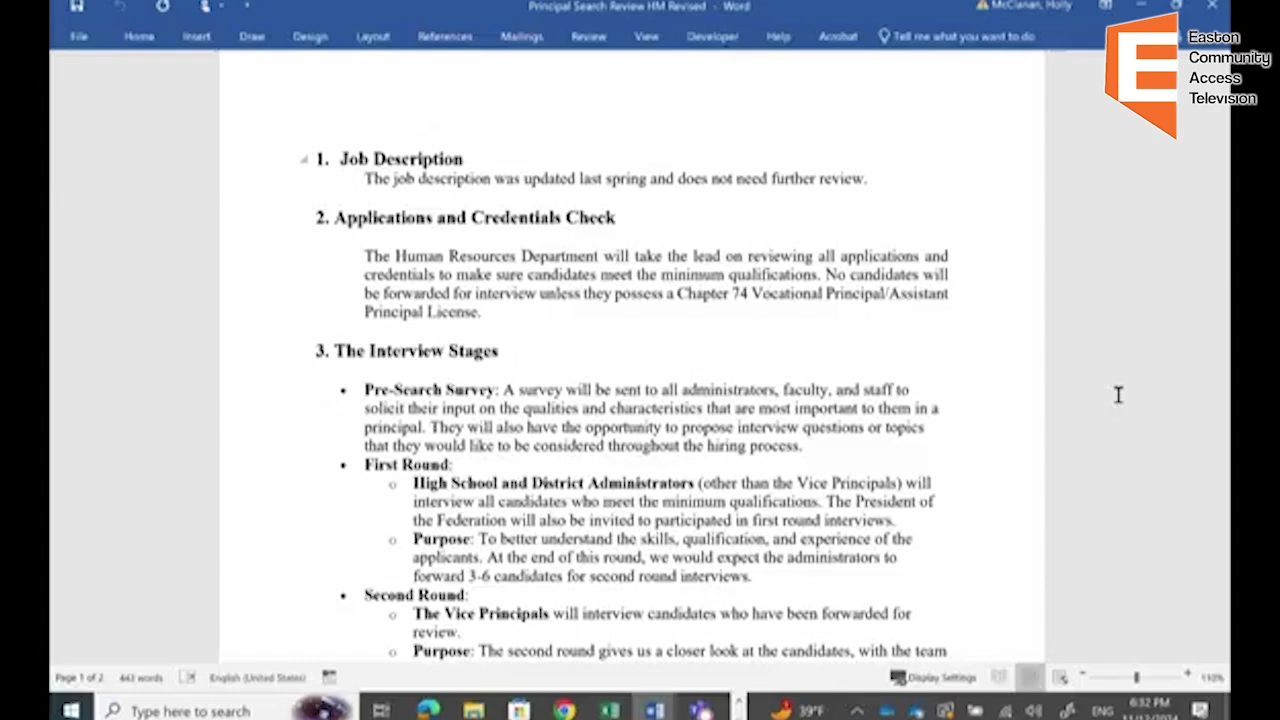 Principal Search Review HM Revised - Word
McClanan, Holly
File Home Insert Draw Design Layout References Mailings Review View Developer Help Acrobat Tell me what you want to do
Easton
Community
Access
Television
1. Job Description
The job description was updated last spring and does not need further review.
2. Applications and Credentials Check
The Human Resources Department will take the lead on reviewing all applications and
credentials to make sure candidates meet the minimum qualifications. No candidates will
be forwarded for interview unless they possess a Chapter 74 Vocational Principal/Assistant
Principal License.
3. The Interview Stages
• Pre-Search Survey: A survey will be sent to all administrators, faculty, and staff to
solicit their input on the qualities and characteristics that are most important to them in a
principal. They will also have the opportunity to propose interview questions or topics
that they would like to be considered throughout the hiring process.
• First Round:
o High School and District Administrators (other than the Vice Principals) will
interview all candidates who meet the minimum qualifications. The President of
the Federation will also be invited to participated in first round interviews.
o Purpose: To better understand the skills, qualification, and experience of the
applicants. At the end of this round, we would expect the administrators to
forward 3-6 candidates for second round interviews.
• Second Round:
o The Vice Principals will interview candidates who have been forwarded for
review.
o Purpose: The second round gives us a closer look at the candidates, with the team
Page 1 of 2 443 words English (United States) Display Settings 110%
Type here to search 39°F ENG 6:32 PM